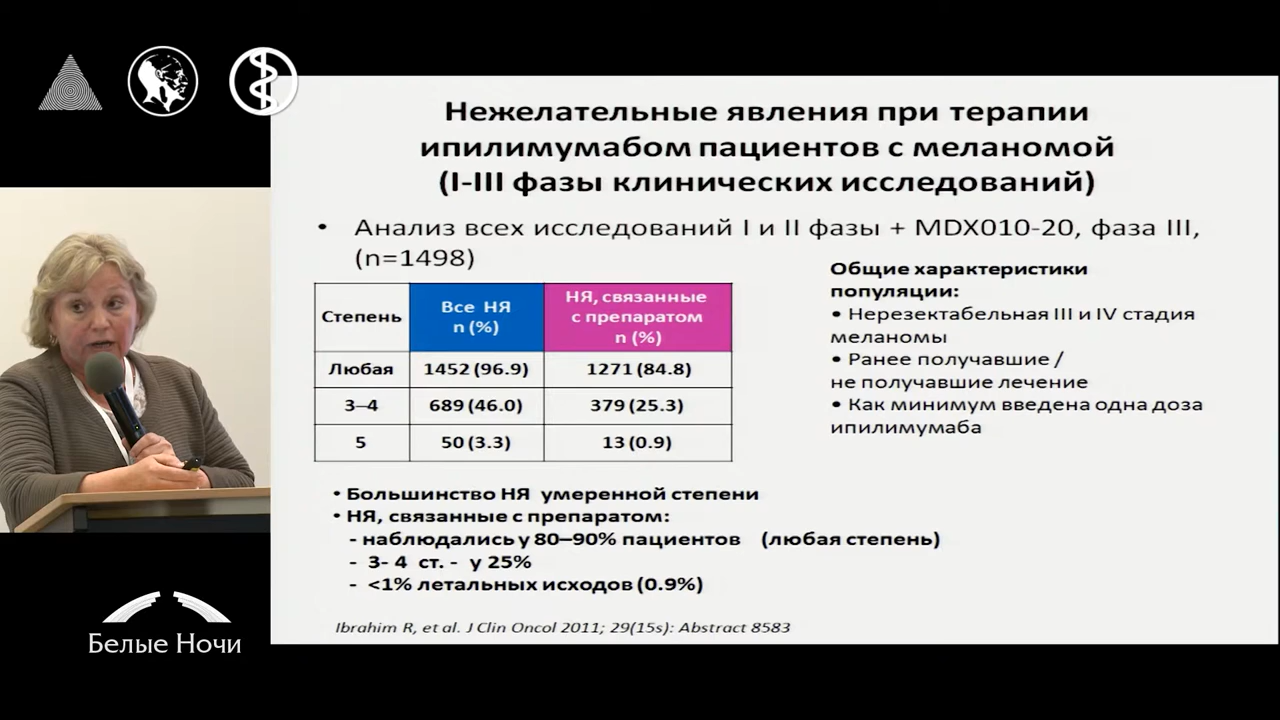 Нежелательные явления при терапии
ипилимумабом пациентов с меланомой
(I-III фазы клинических исследований)
• Анализ всех исследований I и II фазы + MDX010-20, фаза III,
(n=1498)
Степень
Все НЯ
n (%)
НЯ, связанные
с препаратом
n (%)
Любая 1452 (96.9) 1271 (84.8)
3–4 689 (46.0) 379 (25.3)
5 50 (3.3) 13 (0.9)
Общие характеристики
популяции:
• Нерезектабельная III и IV стадия
меланомы
• Ранее получавшие /
не получавшие лечение
• Как минимум введена одна доза
ипилимумаба
• Большинство НЯ умеренной степени
• НЯ, связанные с препаратом:
- наблюдались у 80–90% пациентов (любая степень)
- 3- 4 ст. - у 25%
- <1% летальных исходов (0.9%)
Ibrahim R, et al. J Clin Oncol 2011; 29(15s): Abstract 8583
Белые Ночи